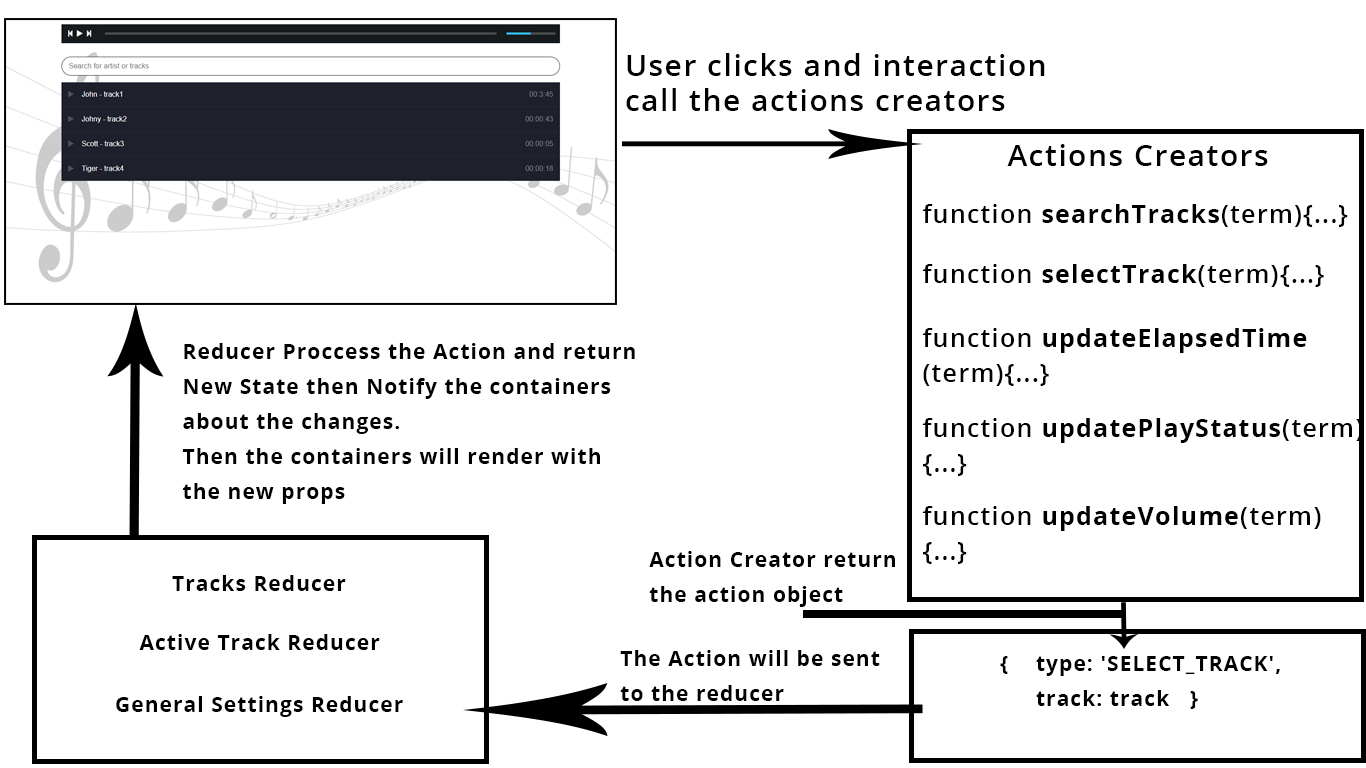 Search for artist or tracks
John - track1 00:3:45
Johny - track2 00:00:43
Scott - track3 00:00:05
Tiger - track4 00:00:18
User clicks and interaction
call the actions creators
Actions Creators
function searchTracks(term){...}
function selectTrack(term){...}
function updateElapsedTime
(term){...}
function updatePlayStatus(term)
{...}
function updateVolume(term)
{...}
Action Creator return
the action object
{ type: 'SELECT_TRACK',
track: track }
The Action will be sent
to the reducer
Tracks Reducer
Active Track Reducer
General Settings Reducer
Reducer Proccess the Action and return
New State then Notify the containers
about the changes.
Then the containers will render with
the new props